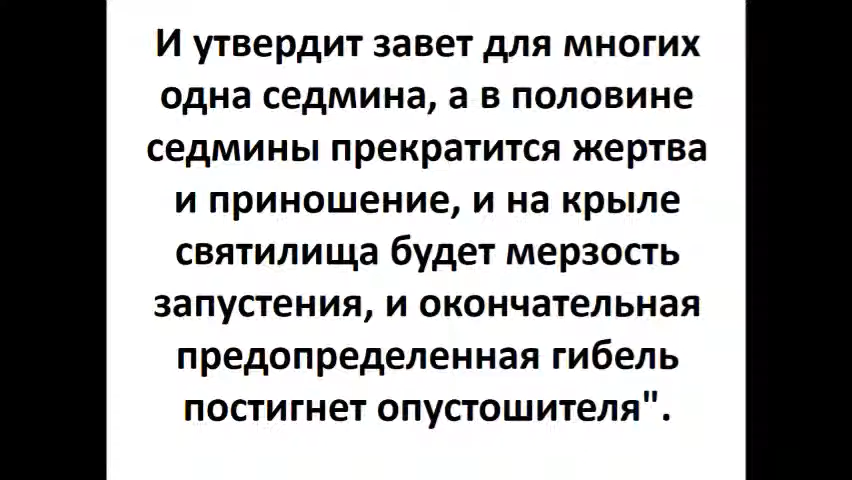 И утвердит завет для многих
одна седмина, а в половине
седмины прекратится жертва
и приношение, и на крыле
святилища будет мерзость
запустения, и окончательная
предопределенная гибель
постигнет опустошителя".